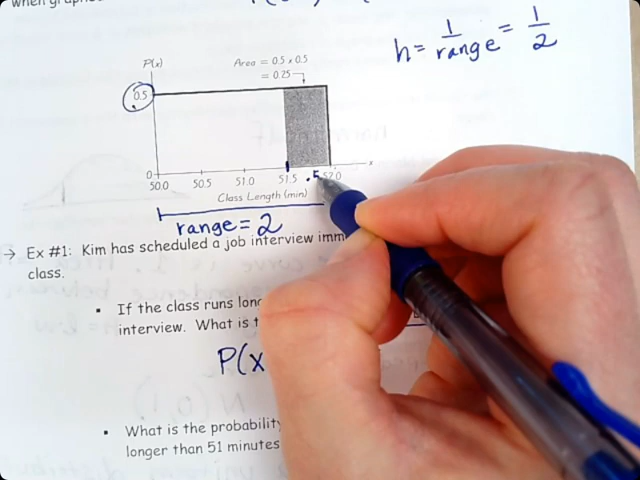 when
h = 1/range = 1/2
P(x)
Area = 0.5 x 0.5
= 0.25
0.5
0
x
50.0 50.5 51.0 51.5 .5 52.0
Class Length (min)
range = 2
→ Ex #1: Kim has scheduled a job interview
class.
▪ If the class runs
interview. What is
P(x
▪ What is the probability
longer than 51 minutes